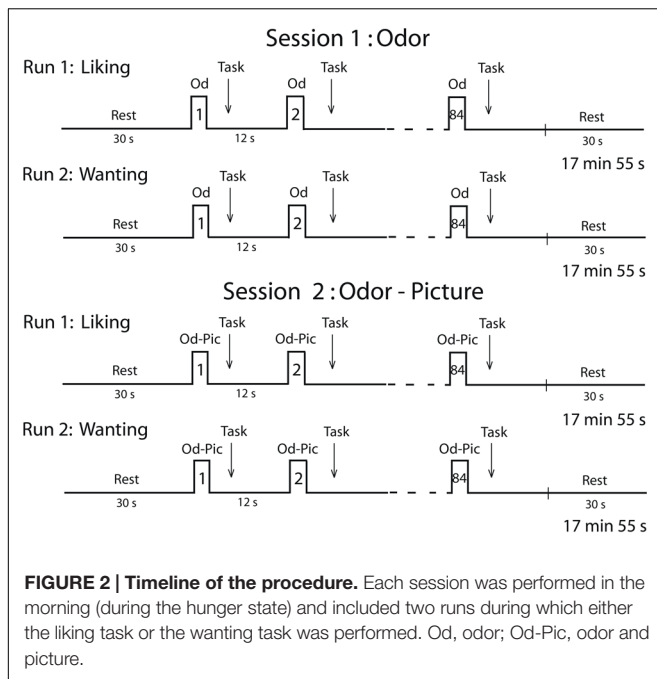 Session 1 : Odor
Run 1: Liking
Task Task Task
Od Od Od
Rest 1 2 84 Rest
30 s 12 s 30 s
17 min 55 s
Run 2: Wanting
Task Task Task
Od Od Od
Rest 1 2 84 Rest
30 s 12 s 30 s
17 min 55 s
Session 2 : Odor - Picture
Run 1: Liking
Task Task Task
Od-Pic Od-Pic Od-Pic
Rest 1 2 84 Rest
30 s 12 s 30 s
17 min 55 s
Run 2: Wanting
Task Task Task
Od-Pic Od-Pic Od-Pic
Rest 1 2 84 Rest
30 s 12 s 30 s
17 min 55 s
FIGURE 2 | Timeline of the procedure. Each session was performed in the
morning (during the hunger state) and included two runs during which either
the liking task or the wanting task was performed. Od, odor; Od-Pic, odor and
picture.